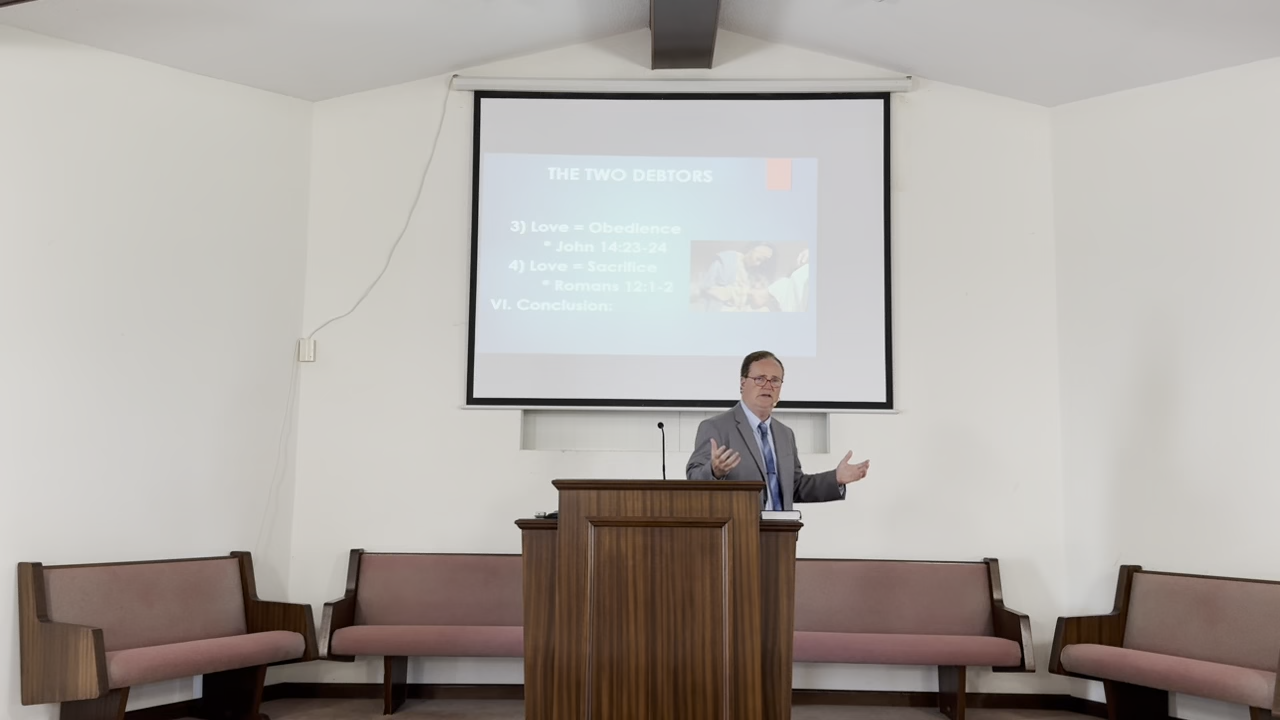 THE TWO DEBTORS
3) Love = Obedience
* John 14:23-24
4) Love = Sacrifice
* Romans 12:1-2
VI. Conclusion: